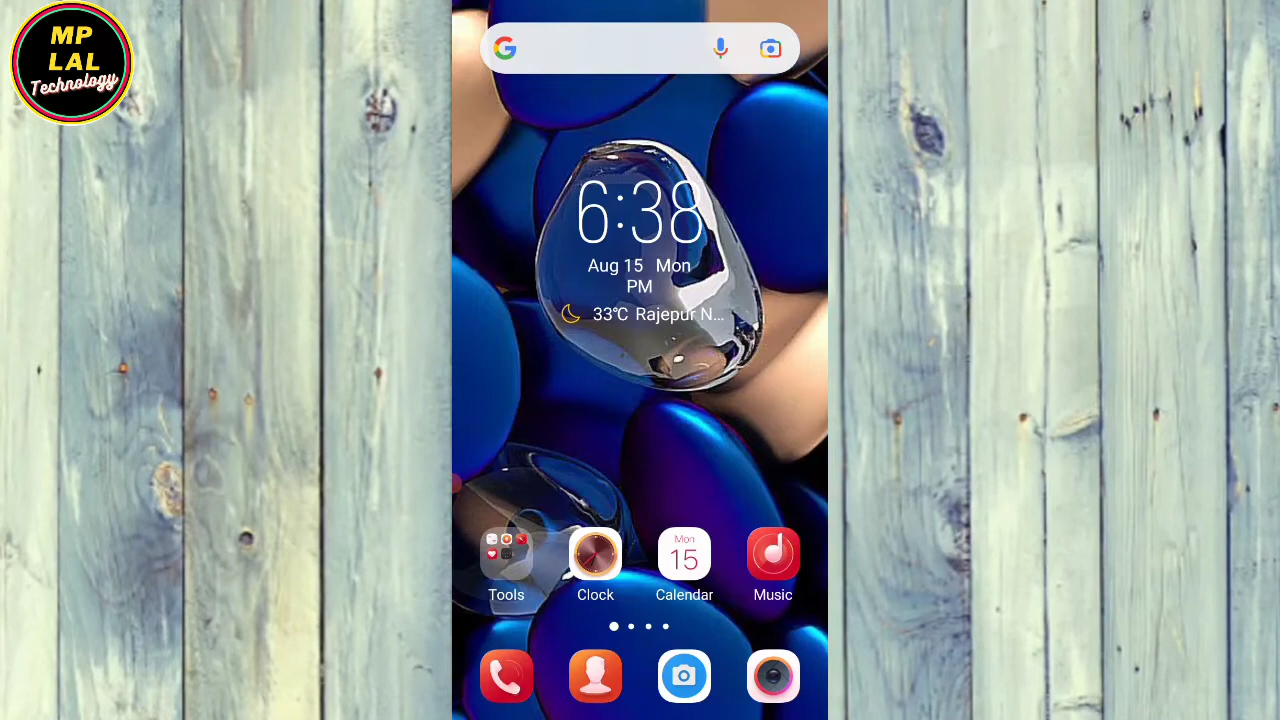 MP
LAL
Technology
6:38
Aug 15 Mon
PM
33℃ Rajepur N...
Mon
15
Tools
Clock
Calendar
Music